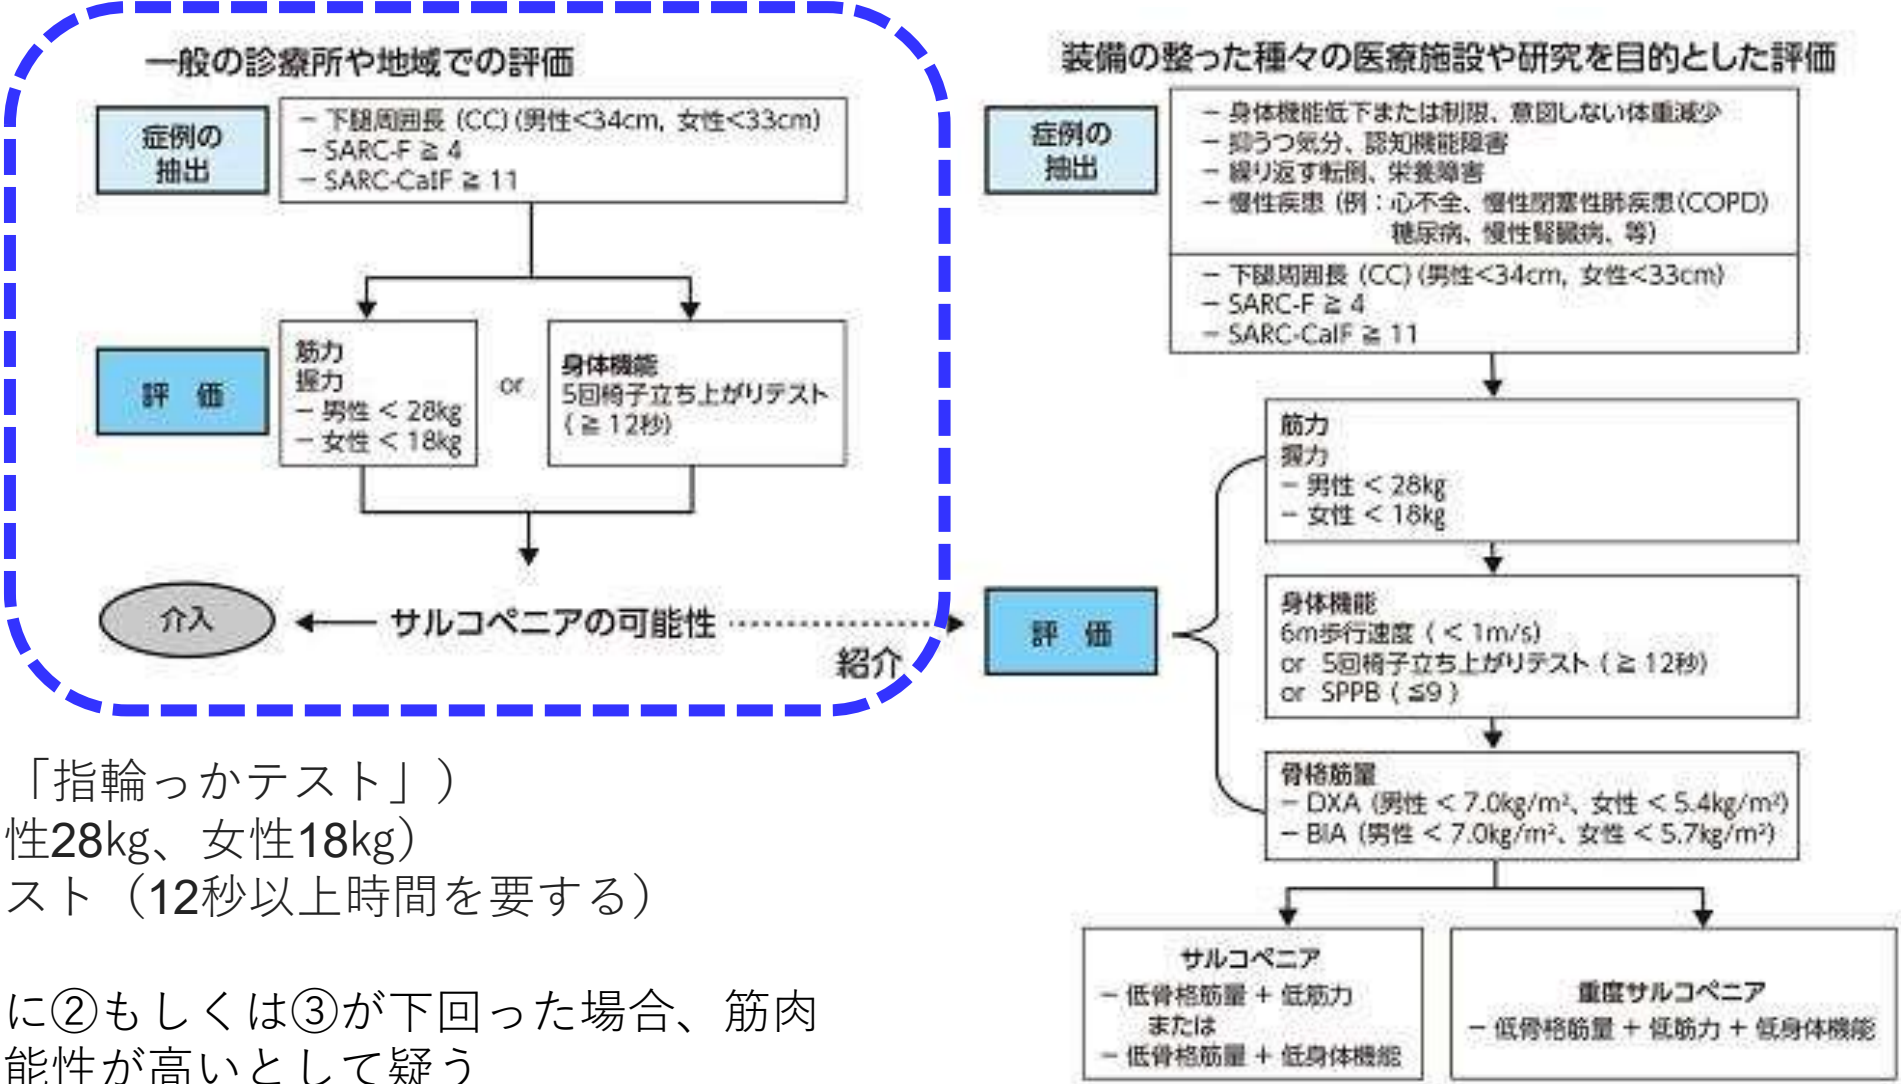 一般の診療所や地域での評価
症例の
抽出
– 下腿周囲長 (CC) (男性<34cm, 女性<33cm)
– SARC-F ≧ 4
– SARC-CalF ≧ 11
評 価
筋力
握力
– 男性 < 28kg
– 女性 < 18kg
or
身体機能
5回椅子立ち上がりテスト
(≧ 12秒)
介入
サルコペニアの可能性
紹介
「指輪っかテスト」)
性28kg、女性18kg)
スト（12秒以上時間を要する）
に②もしくは③が下回った場合、筋肉
能性が高いとして疑う
装備の整った種々の医療施設や研究を目的とした評価
症例の
抽出
– 身体機能低下または制限、意図しない体重減少
– 抑うつ気分、認知機能障害
– 繰り返す転倒、栄養障害
– 慢性疾患 (例：心不全、慢性閉塞性肺疾患(COPD)
糖尿病、慢性腎臓病、等)
– 下腿周囲長 (CC) (男性<34cm, 女性<33cm)
– SARC-F ≧ 4
– SARC-CalF ≧ 11
評 価
筋力
握力
– 男性 < 28kg
– 女性 < 18kg
身体機能
6m歩行速度 ( < 1m/s)
or 5回椅子立ち上がりテスト (≧ 12秒)
or SPPB ( ≦9 )
骨格筋量
– DXA (男性 < 7.0kg/m²、女性 < 5.4kg/m²)
– BIA (男性 < 7.0kg/m²、女性 < 5.7kg/m²)
サルコペニア
– 低骨格筋量 + 低筋力
または
– 低骨格筋量 + 低身体機能
重度サルコペニア
– 低骨格筋量 + 低筋力 + 低身体機能